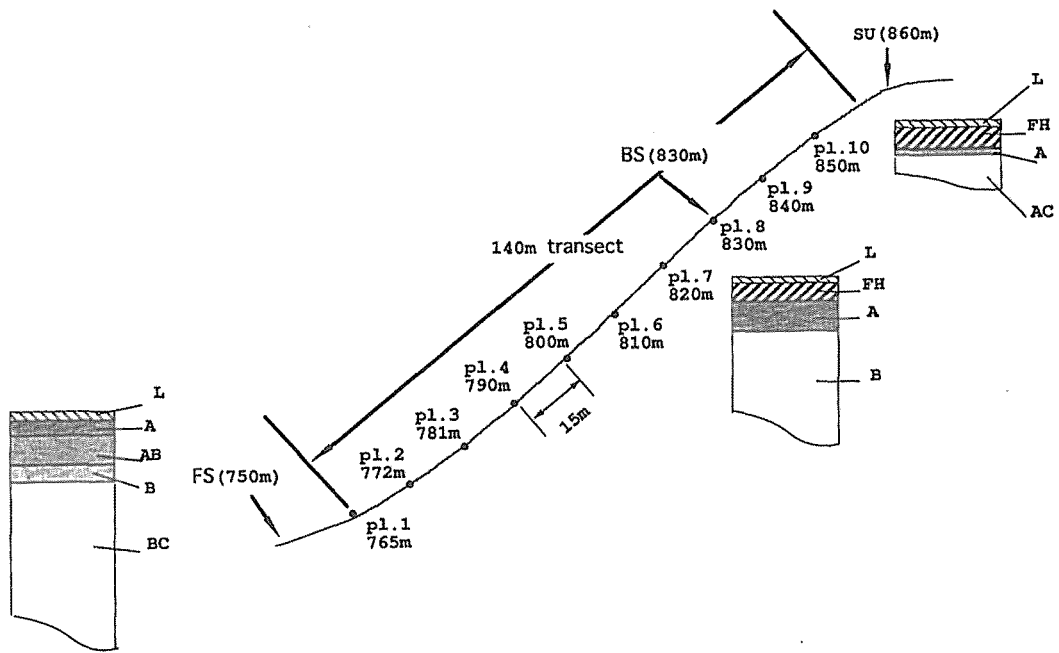 SU(860m)
L
FH
A
AC
BS(830m)
pl.10
850m
pl.9
840m
pl.8
830m
140m transect
pl.7
820m
L
FH
A
B
pl.6
810m
pl.5
800m
pl.4
790m
15m
pl.3
781m
L
A
AB
B
BC
pl.2
772m
FS(750m)
pl.1
765m